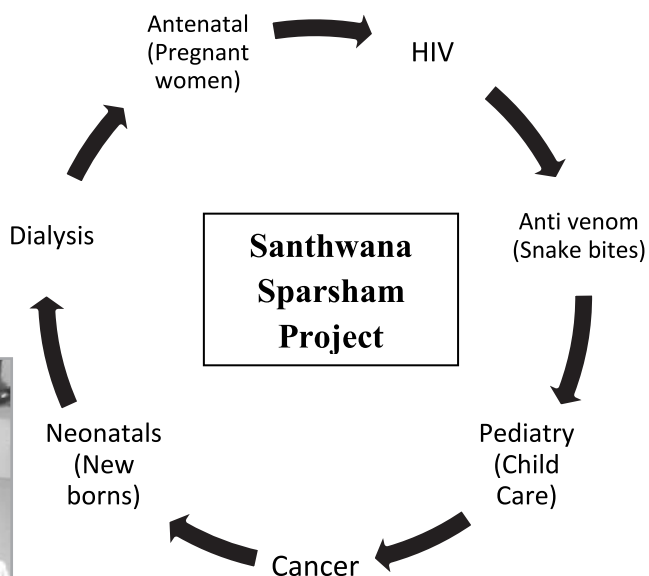 Antenatal
(Pregnant
women)
HIV
Anti venom
(Snake bites)
Pediatry
(Child
Care)
Cancer
Neonatals
(New
borns)
Dialysis
Santhwana
Sparsham
Project